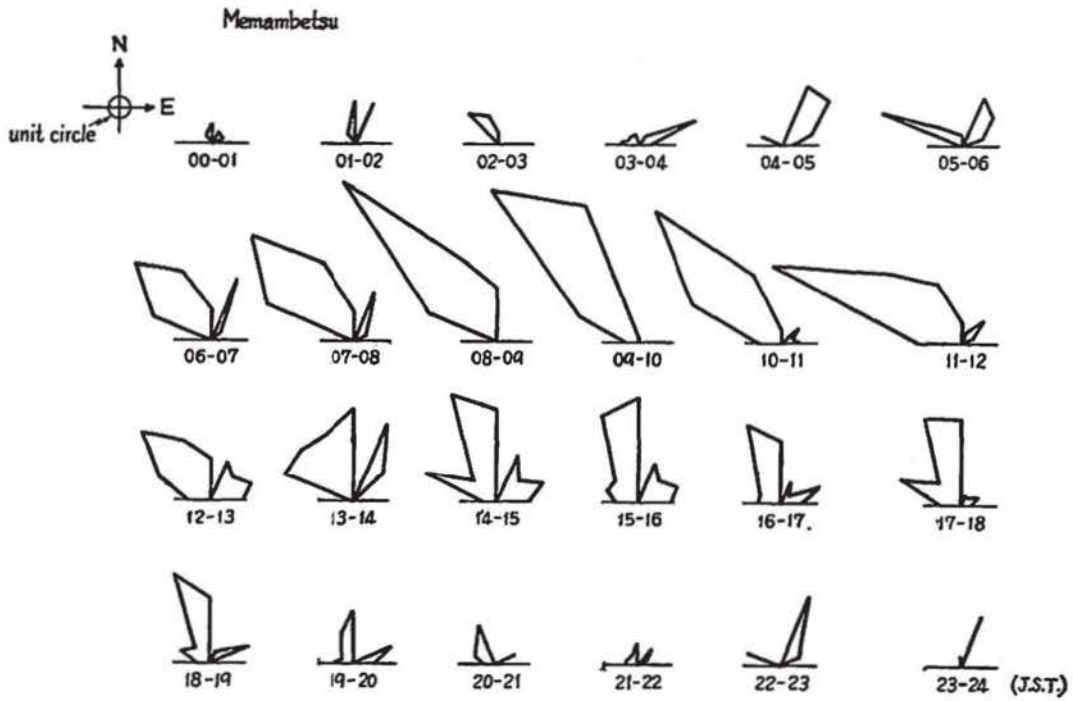 Memambetsu
N
E
unit circle
00-01 01-02 02-03 03-04 04-05 05-06
06-07 07-08 08-09 09-10 10-11 11-12
12-13 13-14 14-15 15-16 16-17. 17-18
18-19 19-20 20-21 21-22 22-23 23-24 (J.S.T.)